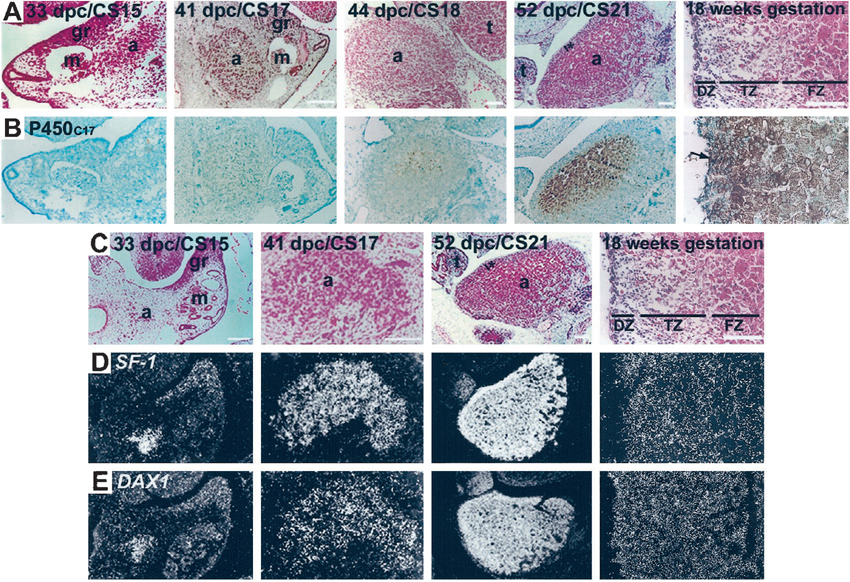 A 33 dpc/CS15 41 dpc/CS17 44 dpc/CS18 52 dpc/CS21 18 weeks gestation
gr gr t
m a a m a t a
DZ TZ FZ
B P450C17
C 33 dpc/CS15 41 dpc/CS17 52 dpc/CS21 18 weeks gestation
gr t
a m a a
DZ TZ FZ
D SF-1
E DAX1